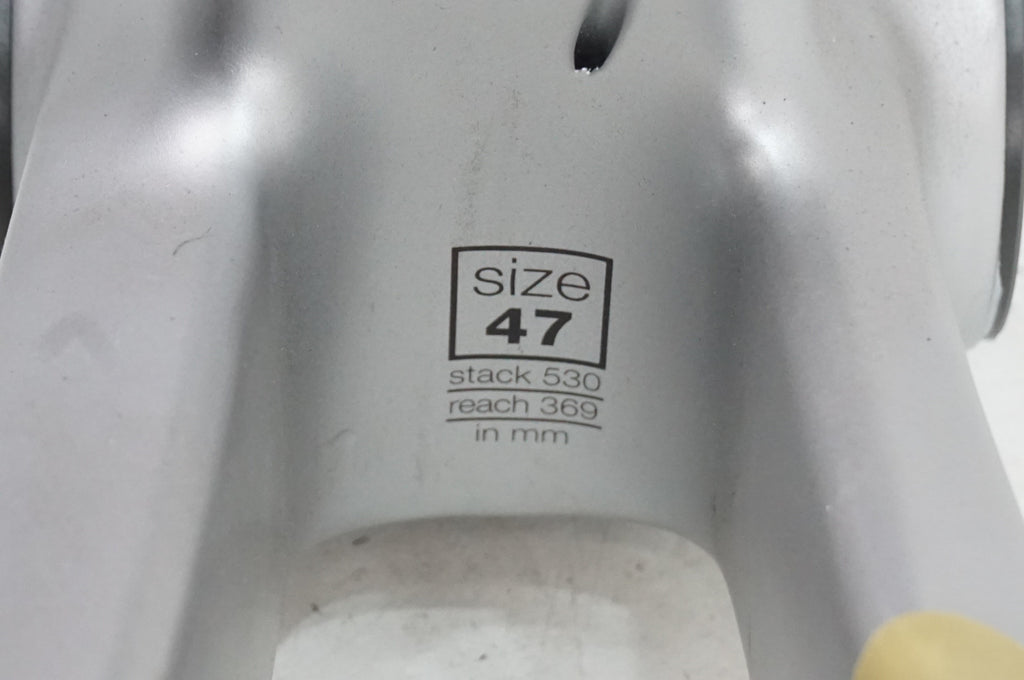 size
47
stack 530
reach 369
in mm